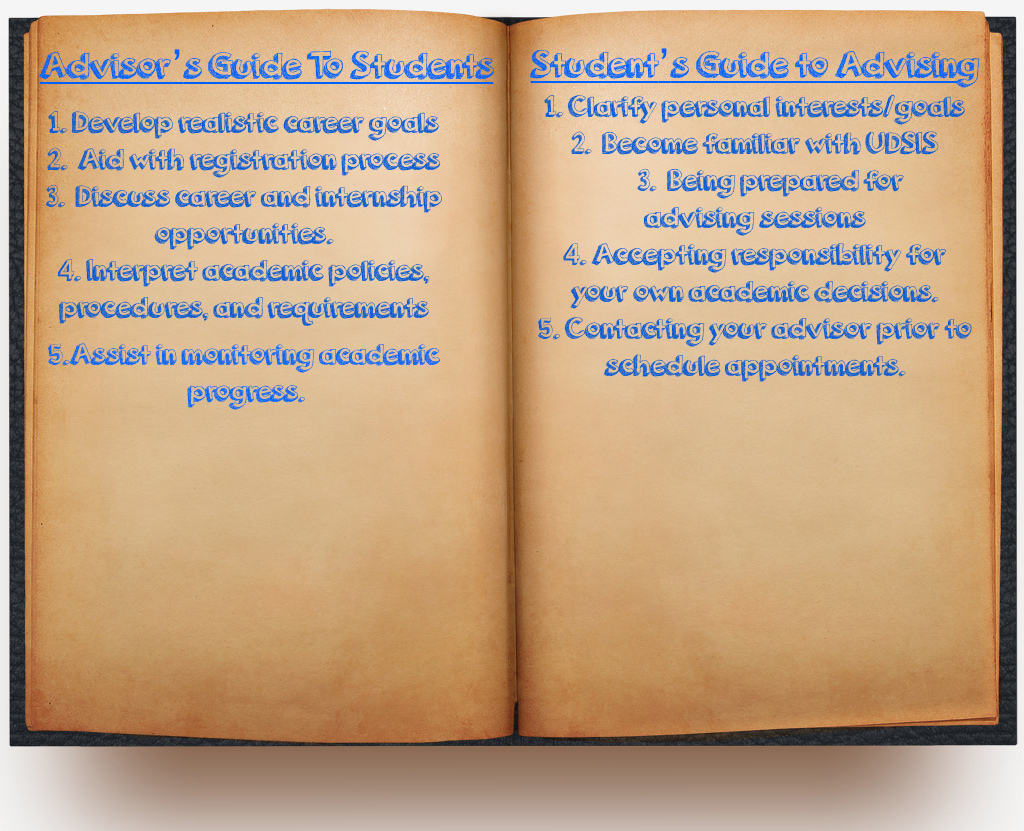 Advisor's Guide To Students
1. Develop realistic career goals
2. Aid with registration process
3. Discuss career and internship
opportunities.
4. Interpret academic policies,
procedures, and requirements
5.Assist in monitoring academic
progress.
Student's Guide to Advising
1. Clarify personal interests/goals
2. Become familiar with UDSIS
3. Being prepared for
advising sessions
4. Accepting responsibility for
your own academic decisions.
5. Contacting your advisor prior to
schedule appointments.